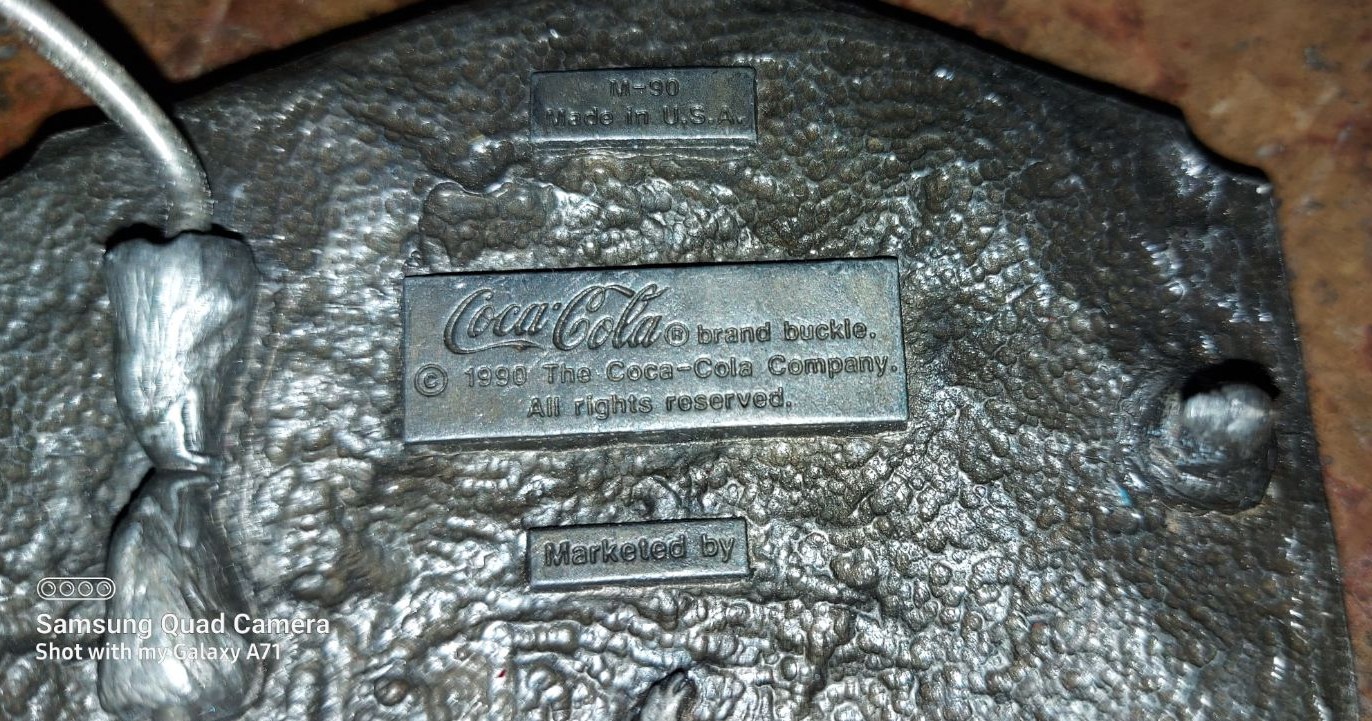 M-90
Made in U.S.A.
Coca-Cola® brand buckle.
© 1990 The Coca-Cola Company.
All rights reserved.
Marketed by
Samsung Quad Camera
Shot with my Galaxy A71